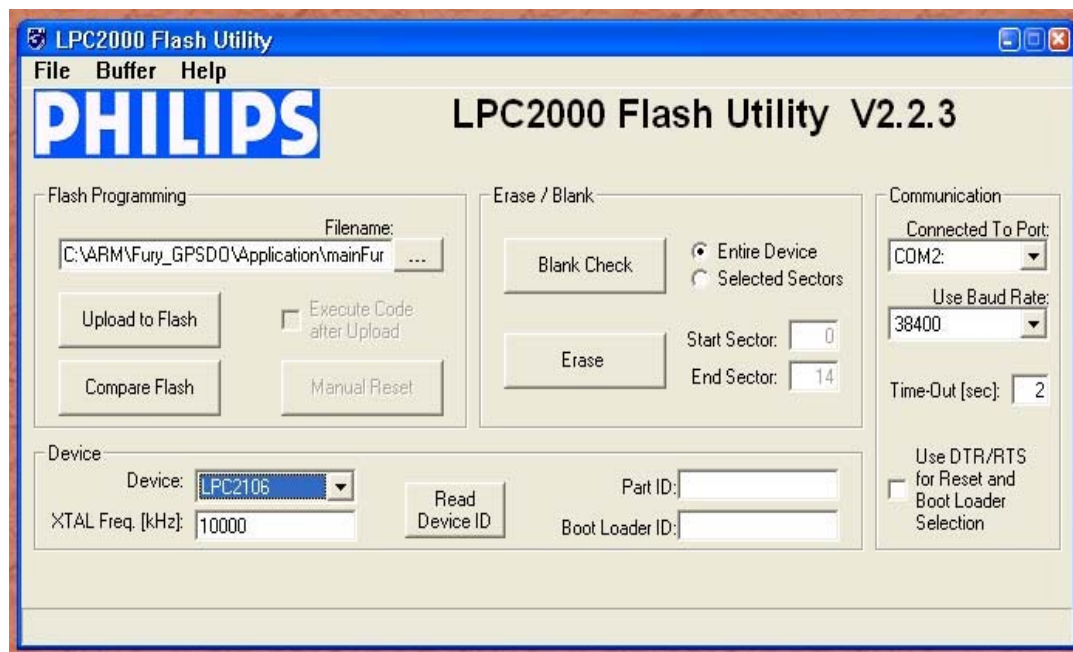 LPC2000 Flash Utility
File Buffer Help
PHILIPS
LPC2000 Flash Utility V2.2.3
Flash Programming
Filename:
C:\ARM\Fury_GPSDO\Application\mainFur
...
Upload to Flash
Execute Code
after Upload
Compare Flash
Manual Reset
Erase / Blank
Blank Check
Entire Device
Selected Sectors
Erase
Start Sector: 0
End Sector: 14
Communication
Connected To Port:
COM2:
Use Baud Rate:
38400
Time-Out [sec]: 2
Use DTR/RTS
for Reset and
Boot Loader
Selection
Device
Device: LPC2106
XTAL Freq. [kHz]: 10000
Read
Device ID
Part ID:
Boot Loader ID: